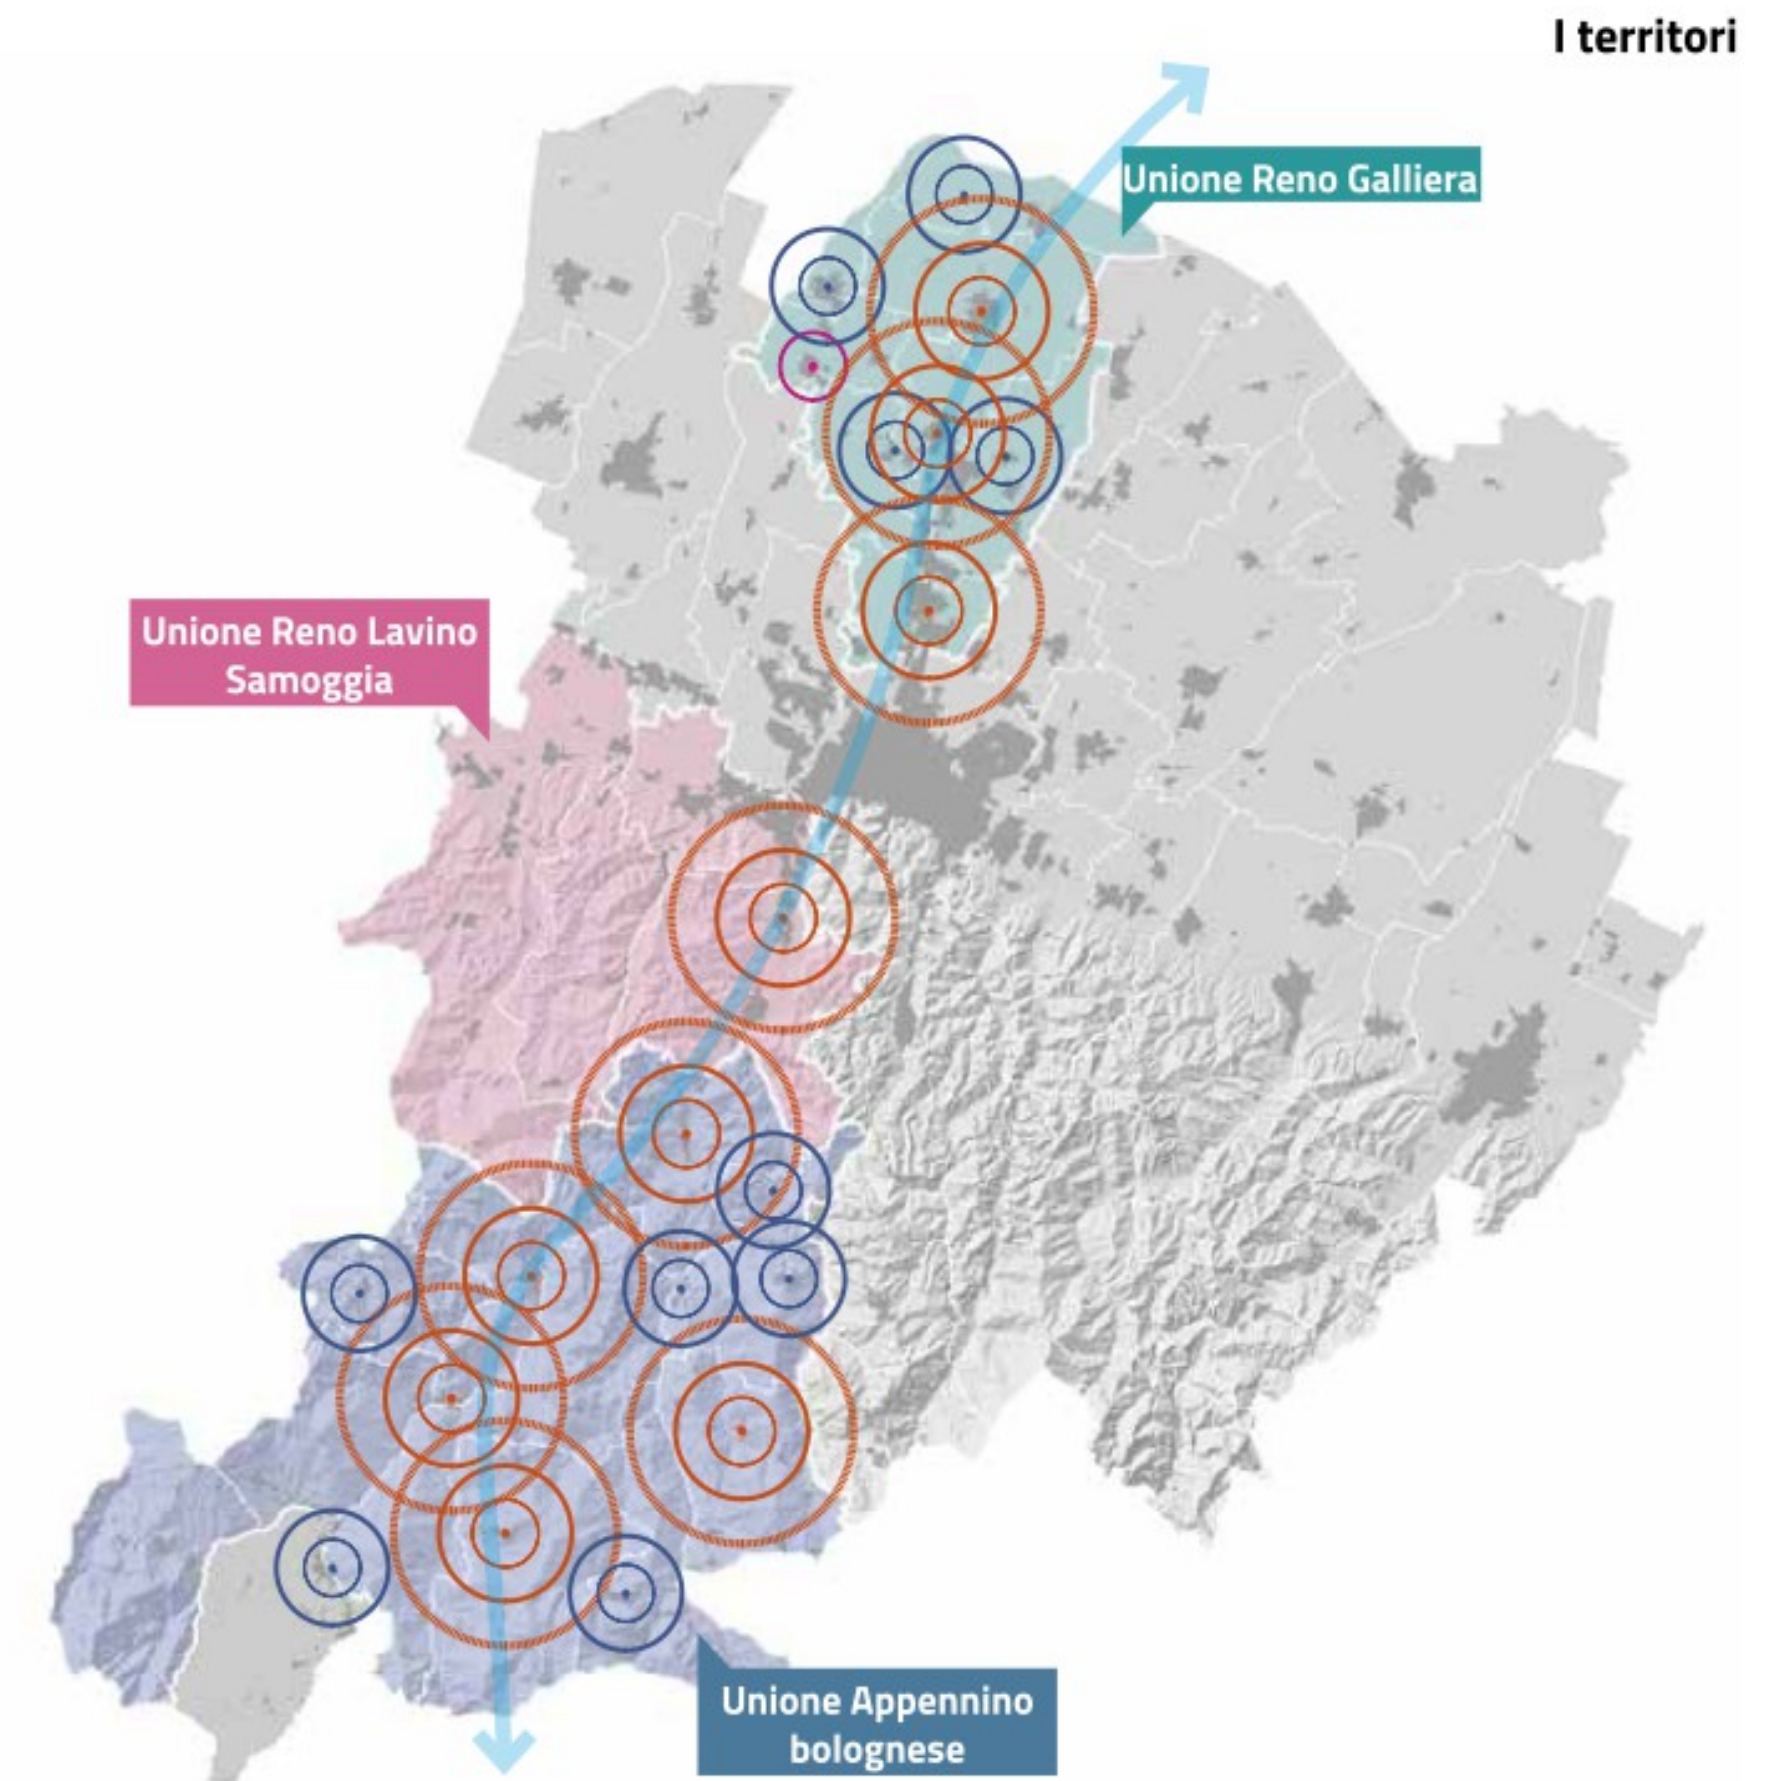 I territori
Unione Reno Galliera
Unione Reno Lavino
Samoggia
Unione Appennino
bolognese